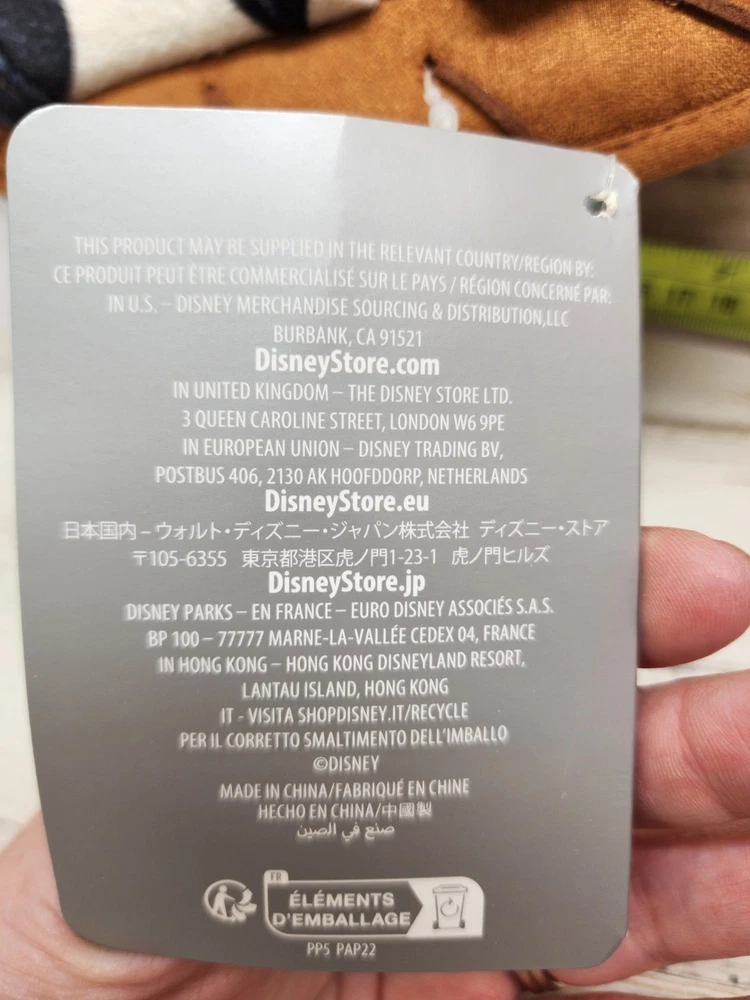 THIS PRODUCT MAY BE SUPPLIED IN THE RELEVANT COUNTRY/REGION BY:
CE PRODUIT PEUT ÊTRE COMMERCIALISÉ SUR LE PAYS / RÉGION CONCERNÉ PAR:
IN U.S. – DISNEY MERCHANDISE SOURCING & DISTRIBUTION,LLC
BURBANK, CA 91521
DisneyStore.com
IN UNITED KINGDOM – THE DISNEY STORE LTD.
3 QUEEN CAROLINE STREET, LONDON W6 9PE
IN EUROPEAN UNION – DISNEY TRADING BV,
POSTBUS 406, 2130 AK HOOFDDORP, NETHERLANDS
DisneyStore.eu
日本国内 – ウォルト・ディズニー・ジャパン株式会社 ディズニー・ストア
〒105-6355 東京都港区虎ノ門1-23-1 虎ノ門ヒルズ
DisneyStore.jp
DISNEY PARKS – EN FRANCE – EURO DISNEY ASSOCIÉS S.A.S.
BP 100 – 77777 MARNE-LA-VALLÉE CEDEX 04, FRANCE
IN HONG KONG – HONG KONG DISNEYLAND RESORT,
LANTAU ISLAND, HONG KONG
IT - VISITA SHOPDISNEY.IT/RECYCLE
PER IL CORRETTO SMALTIMENTO DELL'IMBALLO
©DISNEY
MADE IN CHINA/FABRIQUÉ EN CHINE
HECHO EN CHINA/中國製
صنع في الصين
FR
ÉLÉMENTS
D'EMBALLAGE
PP5 PAP22
17 18